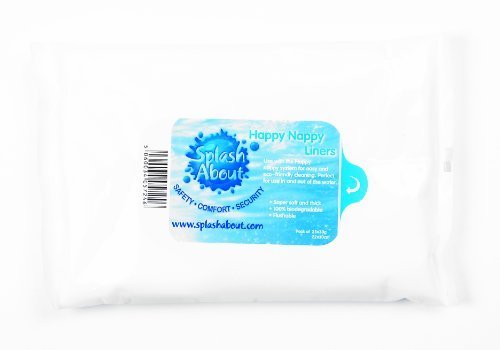 Splash
About
SAFETY • COMFORT • SECURITY
www.splashabout.com
Happy Nappy
Liners
Use with the Happy
Nappy system for easy and
eco-friendly cleaning. Perfect
for use in and out of the water.
• Super soft and thick
• 100% biodegradable
• Flushable
Pack of